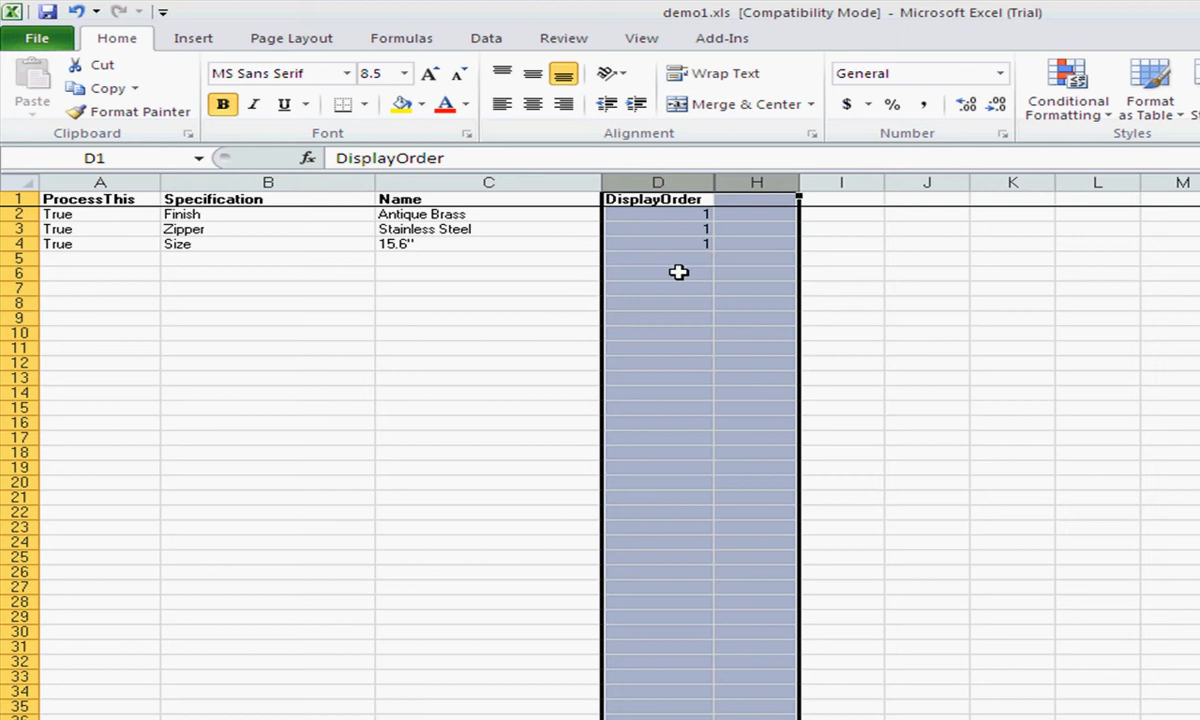 demo1.xls [Compatibility Mode] - Microsoft Excel (Trial)
File Home Insert Page Layout Formulas Data Review View Add-Ins
Paste Cut Copy Format Painter Clipboard
MS Sans Serif 8.5 A A B I U A Font
Wrap Text Merge & Center Alignment
General $ % , .00 .00 Number
Conditional Formatting Format as Table Styles
D1 fx DisplayOrder
A B C D H I J K L M
1 ProcessThis Specification Name DisplayOrder
2 True Finish Antique Brass 1
3 True Zipper Stainless Steel 1
4 True Size 15.6" 1
5
6
7
8
9
10
11
12
13
14
15
16
17
18
19
20
21
22
23
24
25
26
27
28
29
30
31
32
33
34
35